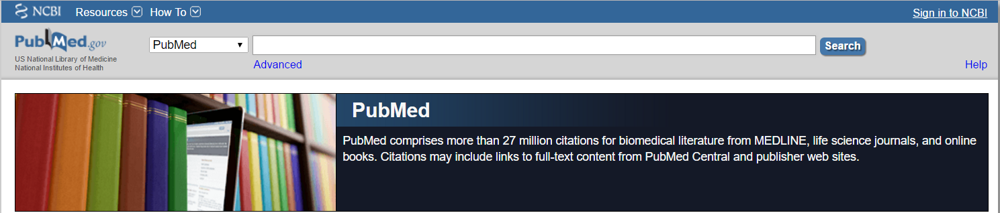 NCBI Resources How To Sign in to NCBI
PubMed.gov
US National Library of Medicine
National Institutes of Health
PubMed Search
Advanced Help
PubMed
PubMed comprises more than 27 million citations for biomedical literature from MEDLINE, life science journals, and online
books. Citations may include links to full-text content from PubMed Central and publisher web sites.